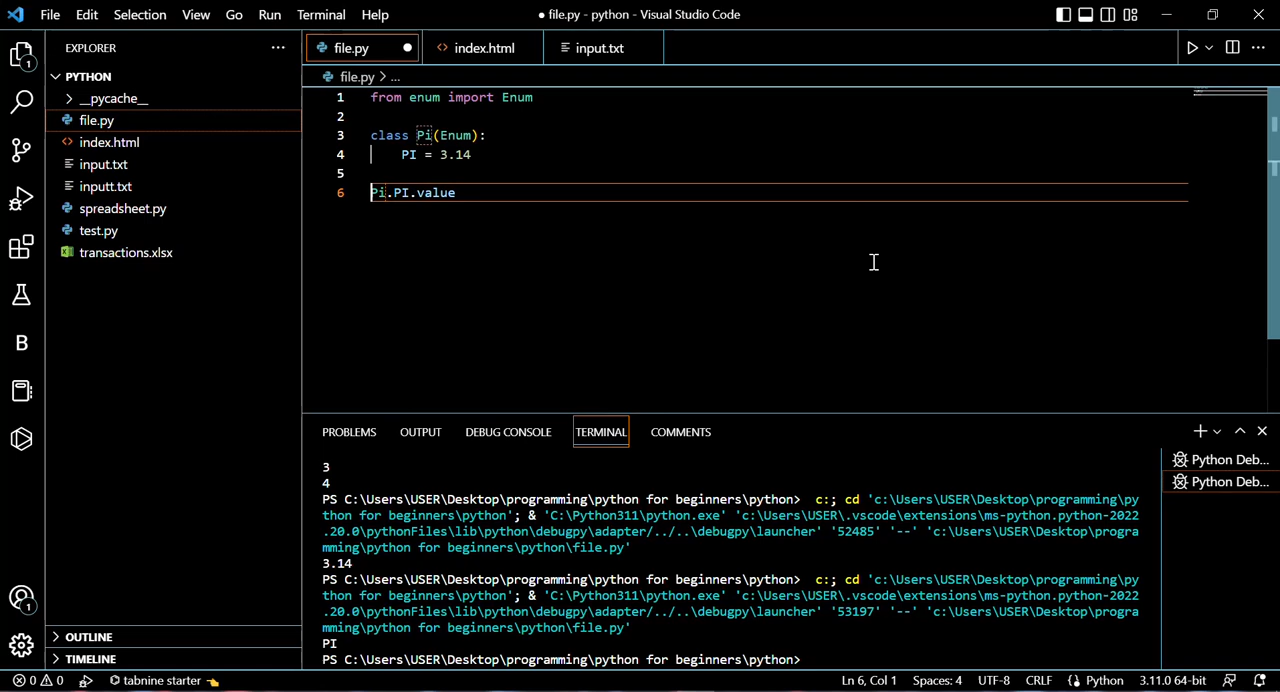 File Edit Selection View Go Run Terminal Help ● file.py - python - Visual Studio Code
EXPLORER ...
file.py ●
index.html
input.txt
PYTHON
file.py > ...
__pycache__
file.py
index.html
input.txt
inputt.txt
spreadsheet.py
test.py
transactions.xlsx
1 from enum import Enum
2
3 class Pi(Enum):
4 PI = 3.14
5
6 Pi.PI.value
B
PROBLEMS OUTPUT DEBUG CONSOLE TERMINAL COMMENTS
Python Deb...
Python Deb...
3
4
PS C:\Users\USER\Desktop\programming\python for beginners\python> c:; cd 'c:\Users\USER\Desktop\programming\py
thon for beginners\python'; & 'C:\Python311\python.exe' 'c:\Users\USER\.vscode\extensions\ms-python.python-2022
.20.0\pythonFiles\lib\python\debugpy\adapter/../..\debugpy\launcher' '52485' '--' 'c:\Users\USER\Desktop\progra
mming\python for beginners\python\file.py'
3.14
PS C:\Users\USER\Desktop\programming\python for beginners\python> c:; cd 'c:\Users\USER\Desktop\programming\py
thon for beginners\python'; & 'C:\Python311\python.exe' 'c:\Users\USER\.vscode\extensions\ms-python.python-2022
.20.0\pythonFiles\lib\python\debugpy\adapter/../..\debugpy\launcher' '53197' '--' 'c:\Users\USER\Desktop\progra
mming\python for beginners\python\file.py'
PI
PS C:\Users\USER\Desktop\programming\python for beginners\python>
1
1
OUTLINE
TIMELINE
0 0 tabnine starter 👈 Ln 6, Col 1 Spaces: 4 UTF-8 CRLF Python 3.11.0 64-bit